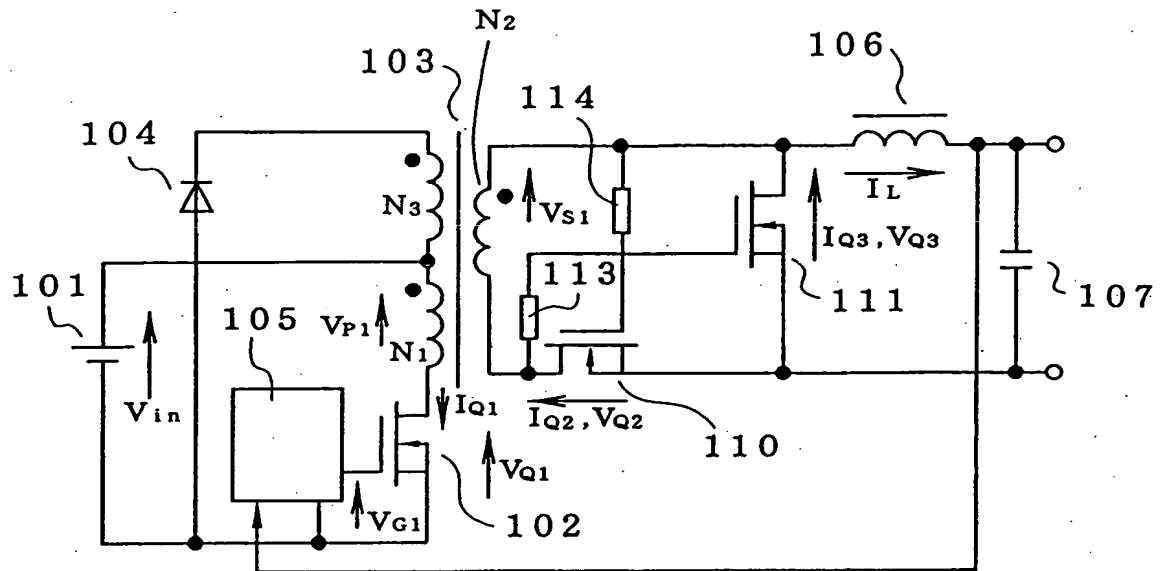 N2
106
103
114
104
VS1
IL
N3
IQ3,VQ3
113
101
105
VP1
111
107
N1
Vin
IQ1
IQ2,VQ2
110
VQ1
VG1
102